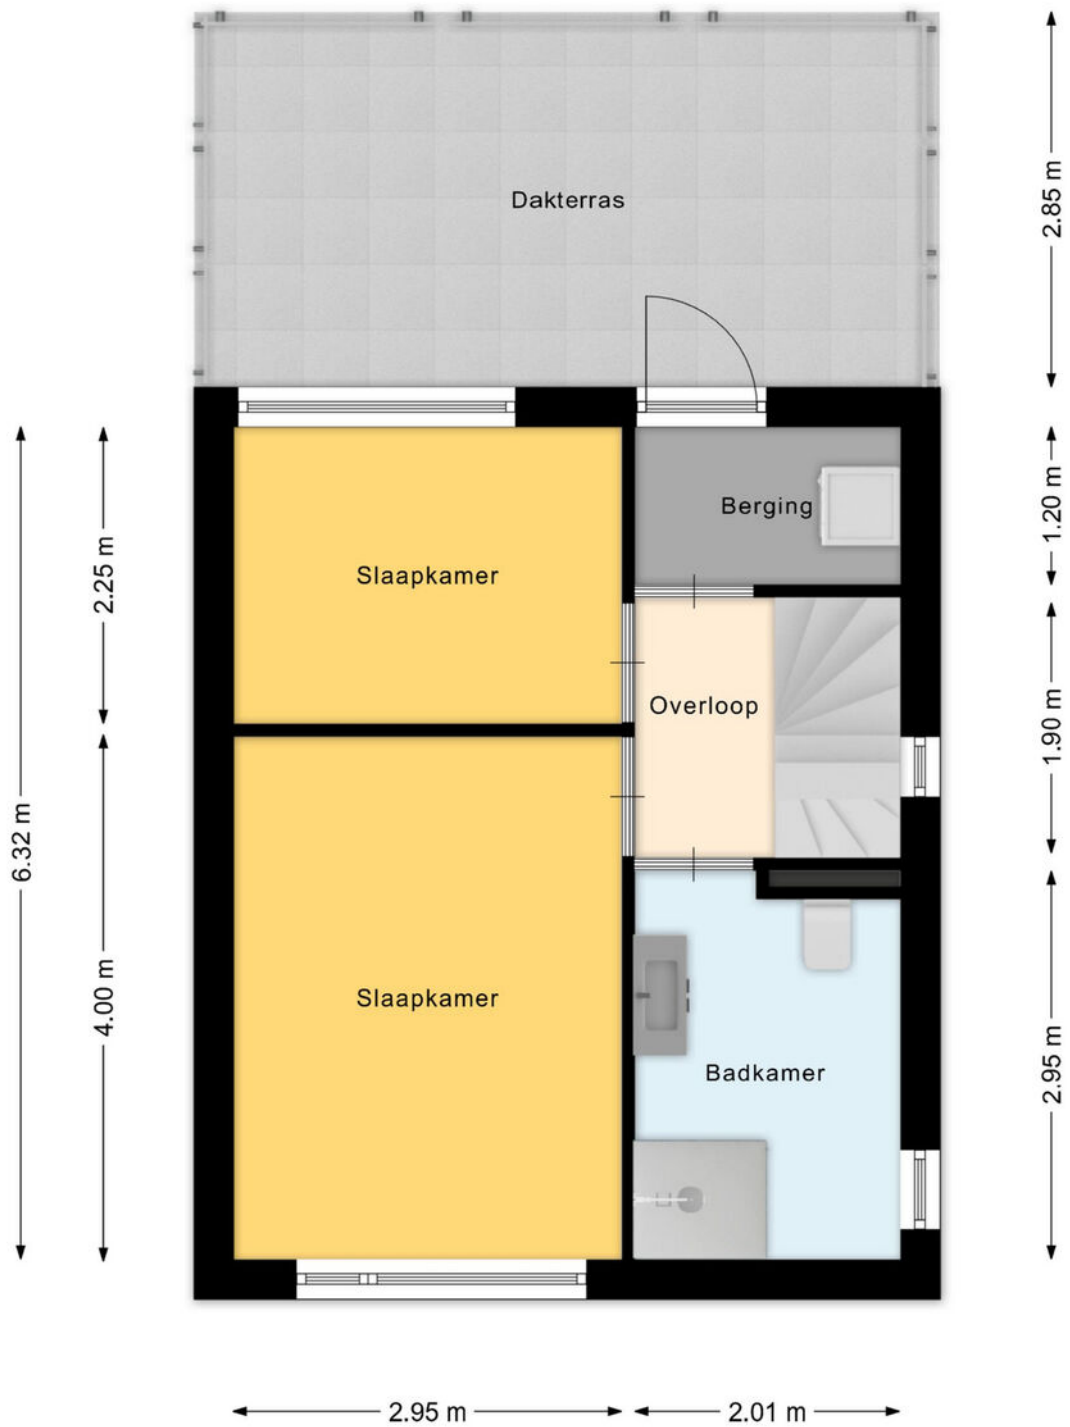 2.85 m
Dakterras
1.20 m
Berging
2.25 m
Slaapkamer
Overloop
1.90 m
6.32 m
4.00 m
Slaapkamer
Badkamer
2.95 m
2.95 m
2.01 m